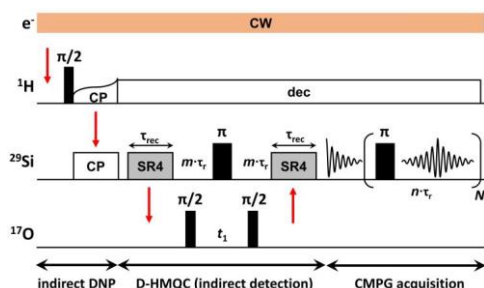 e⁻ CW
π/2
¹H CP dec
τrec π τrec π
²⁹Si CP SR4 m·τr m·τr SR4 n·τr N
π/2 π/2
¹⁷O t₁
indirect DNP D-HMQC (indirect detection) CMPG acquisition